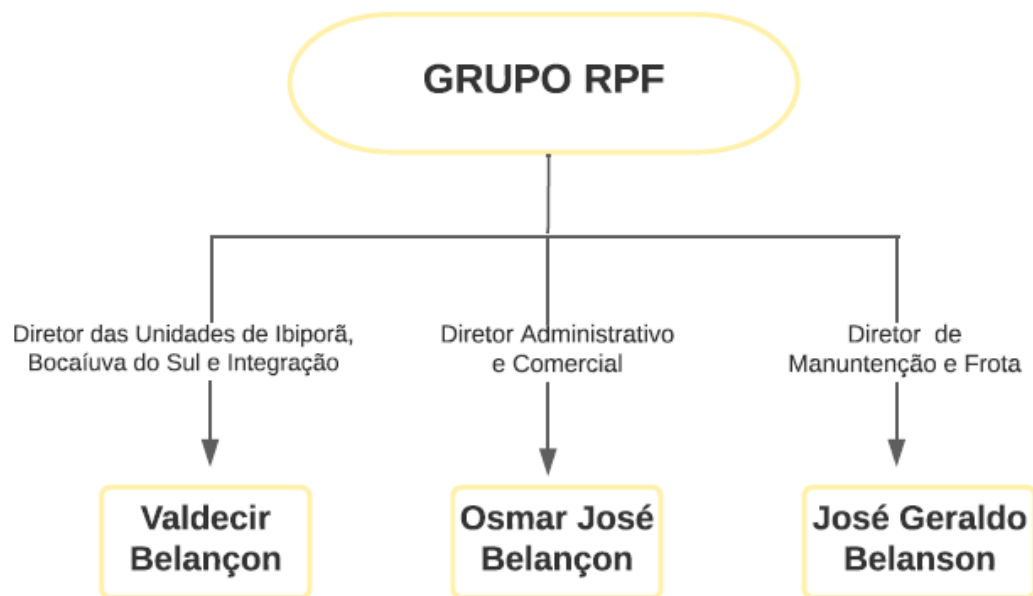 GRUPO RPF
Diretor das Unidades de Ibiporã,
Bocaíuva do Sul e Integração
Diretor Administrativo
e Comercial
Diretor de
Manuntenção e Frota
Valdecir
Belançon
Osmar José
Belançon
José Geraldo
Belanson